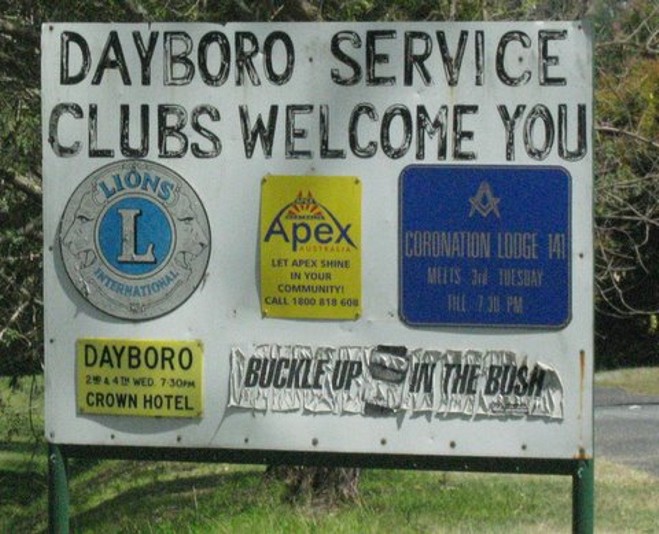 DAYBORO SERVICE
CLUBS WELCOME YOU
LIONS
L
INTERNATIONAL
APEX
Apex
AUSTRALIA
LET APEX SHINE
IN YOUR
COMMUNITY!
CALL 1800 818 608
CORONATION LODGE 141
MEETS 3rd TUESDAY
TILL 7.30 PM
DAYBORO
2ND & 4TH WED. 7:30PM
CROWN HOTEL
BUCKLE UP IN THE BUSH